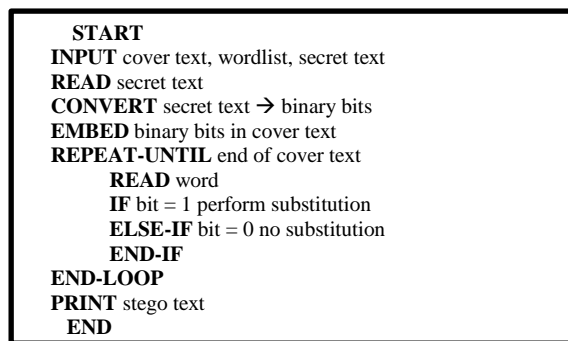 START
INPUT cover text, wordlist, secret text
READ secret text
CONVERT secret text → binary bits
EMBED binary bits in cover text
REPEAT-UNTIL end of cover text
READ word
IF bit = 1 perform substitution
ELSE-IF bit = 0 no substitution
END-IF
END-LOOP
PRINT stego text
END